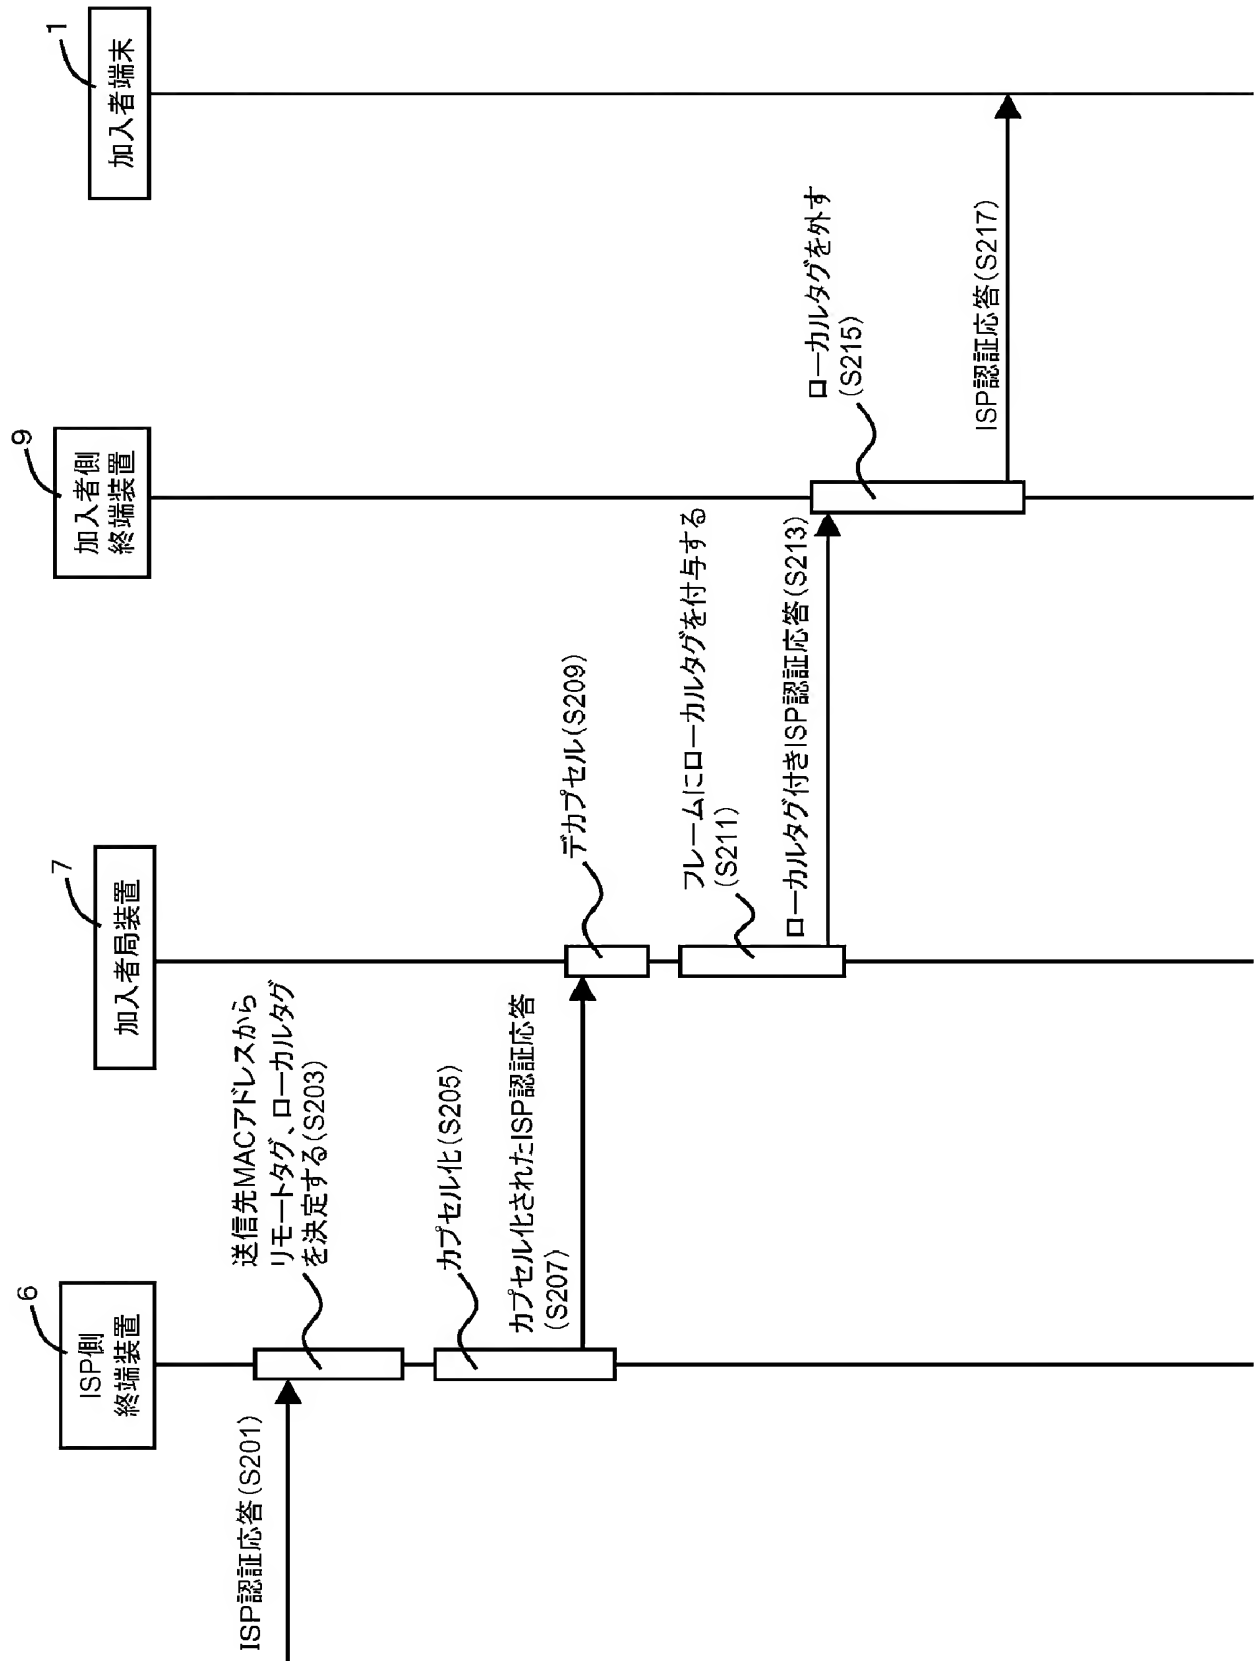 6
ISP側
終端装置
7
加入者局装置
9
加入者側
終端装置
1
加入者端末
ISP認証応答(S201)
送信先MACアドレスから
リモートタグ、ローカルタグ
を決定する(S203)
カプセル化(S205)
カプセル化されたISP認証応答
(S207)
デカプセル(S209)
フレームにローカルタグを付与する
(S211)
ローカルタグ付きISP認証応答(S213)
ローカルタグを外す
(S215)
ISP認証応答(S217)